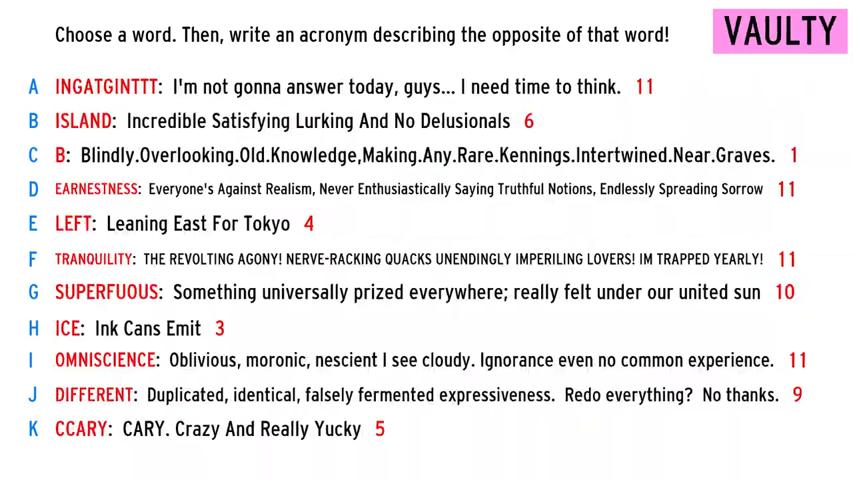 Choose a word. Then, write an acronym describing the opposite of that word!
VAULTY
A INGATGINTTT: I'm not gonna answer today, guys... I need time to think. 11
B ISLAND: Incredible Satisfying Lurking And No Delusionals 6
C B: Blindly.Overlooking.Old.Knowledge,Making.Any.Rare.Kennings.Intertwined.Near.Graves. 1
D EARNESTNESS: Everyone's Against Realism, Never Enthusiastically Saying Truthful Notions, Endlessly Spreading Sorrow 11
E LEFT: Leaning East For Tokyo 4
F TRANQUILITY: THE REVOLTING AGONY! NERVE-RACKING QUACKS UNENDINGLY IMPERILING LOVERS! IM TRAPPED YEARLY! 11
G SUPERFUOUS: Something universally prized everywhere; really felt under our united sun 10
H ICE: Ink Cans Emit 3
I OMNISCIENCE: Oblivious, moronic, nescient I see cloudy. Ignorance even no common experience. 11
J DIFFERENT: Duplicated, identical, falsely fermented expressiveness. Redo everything? No thanks. 9
K CCARY: CARY. Crazy And Really Yucky 5